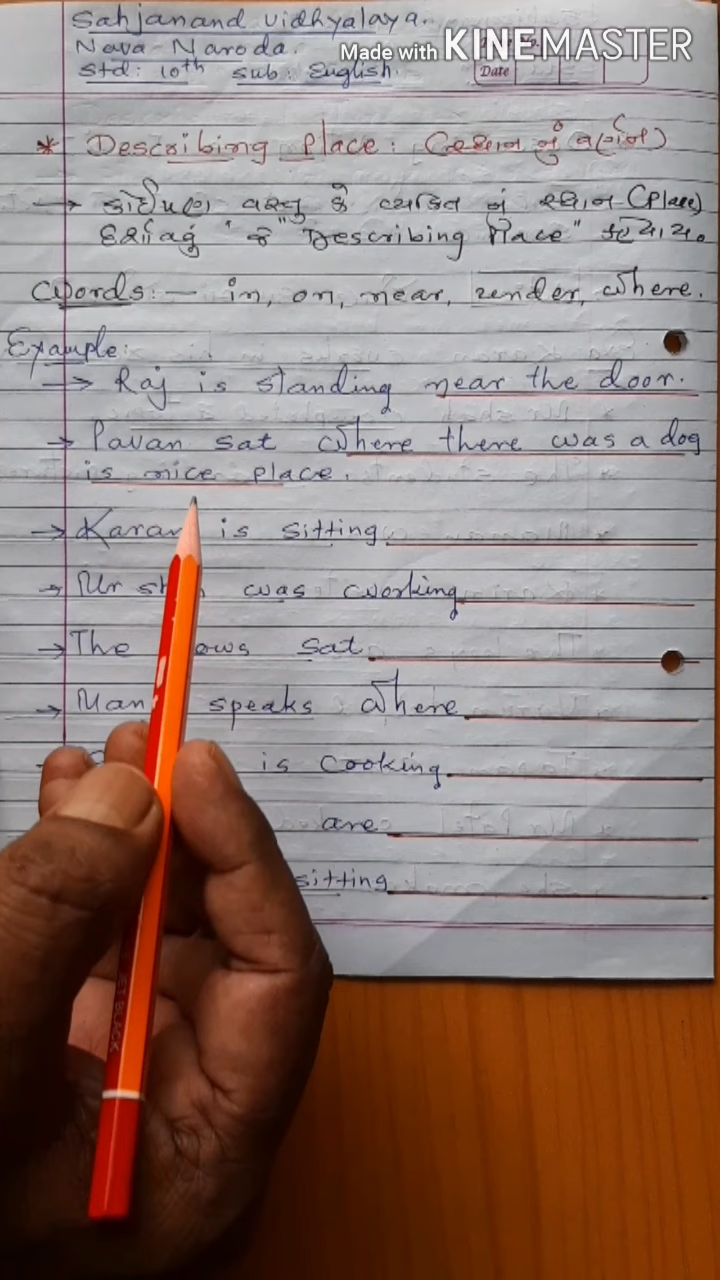 Sahjanand Vidhyalaya.
Nava Naroda.
Made with KINEMASTER
Std: 10th Sub: English.
Date
* Describing Place: (સ્થાન નું વર્ણન)
→ કોઈપણ વસ્તુ કે વ્યક્તિ નું સ્થાન (Place)
દર્શાવવું " કે "Describing Place" કહેવાય.
Words:- in, on, near, under, where.
Example:
→ Raj is standing near the door.
→ Pavan sat where there was a dog
is nice place.
→ Karan is sitting
→ Mr was working
→ The sat
→ speaks where
is cooking
are
sitting